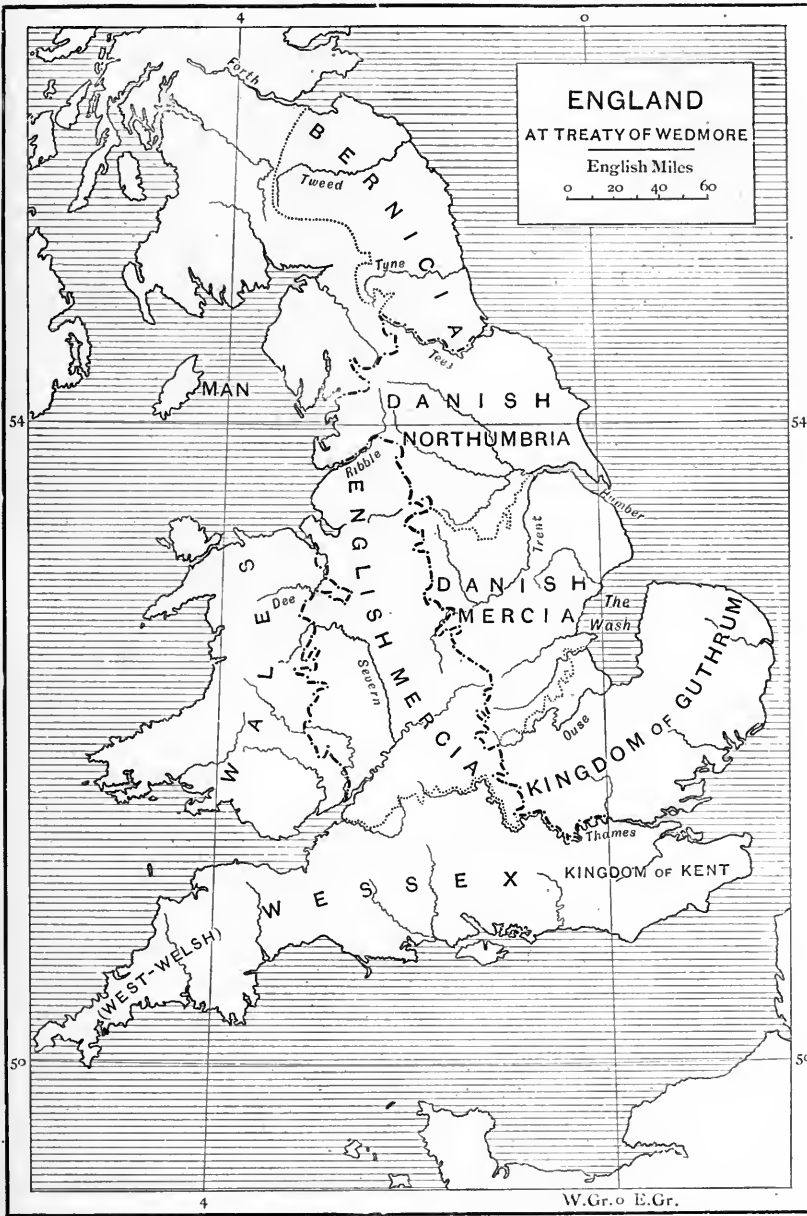 4
0
ENGLAND
AT TREATY OF WEDMORE
English Miles
0 20 40 60
Forth
BERNICIA
Tweed
Tyne
Tees
MAN
DANISH
54
54
NORTHUMBRIA
Ribble
Humber
ENGLISH MERCIA
Trent
WALES
Dee
DANISH
MERCIA
The
Wash
Severn
Ouse
KINGDOM OF GUTHRUM
Thames
WESSEX
KINGDOM OF KENT
(WEST-WELSH)
50
50
4
W.Gr. 0 E.Gr.